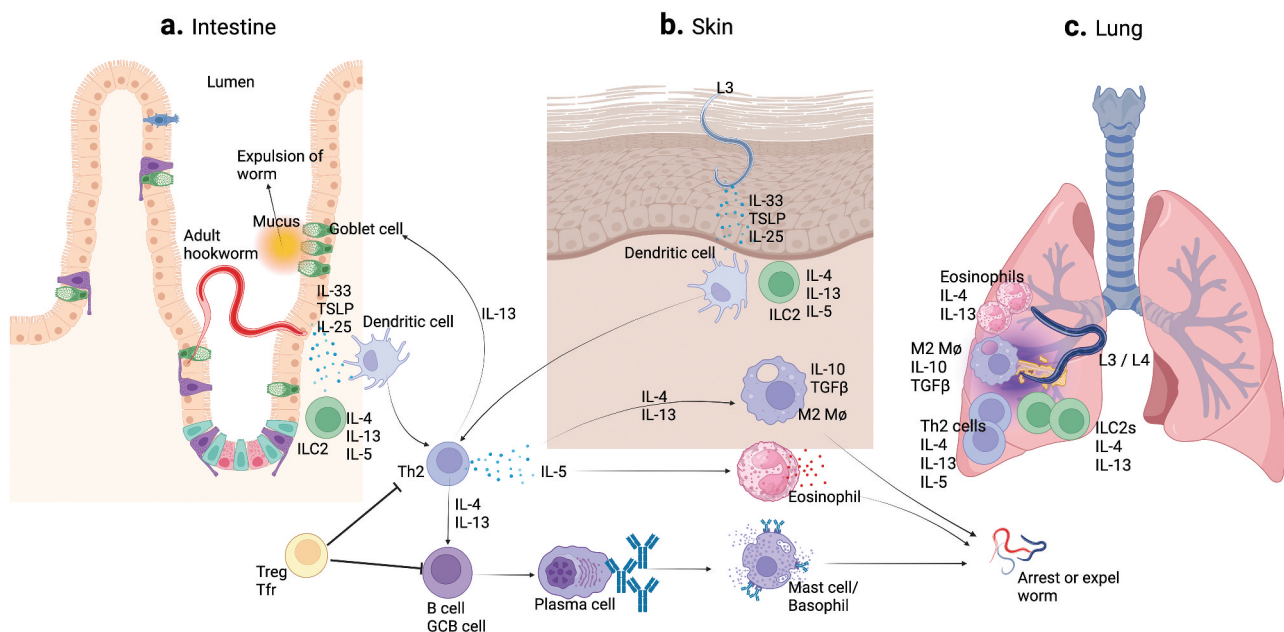 a. Intestine
Lumen
Expulsion of
worm
Mucus
Goblet cell
Adult
hookworm
IL-33
TSLP
IL-25
Dendritic cell
IL-13
ILC2
IL-4
IL-13
IL-5
Th2
IL-5
IL-4
IL-13
IL-4
IL-13
Treg
Tfr
B cell
GCB cell
Plasma cell
b. Skin
L3
IL-33
TSLP
IL-25
Dendritic cell
ILC2
IL-4
IL-13
IL-5
IL-10
TGFβ
M2 Mø
Eosinophil
Mast cell/
Basophil
c. Lung
Eosinophils
IL-4
IL-13
M2 Mø
IL-10
TGFβ
L3 / L4
Th2 cells
IL-4
IL-13
IL-5
ILC2s
IL-4
IL-13
Arrest or expel
worm